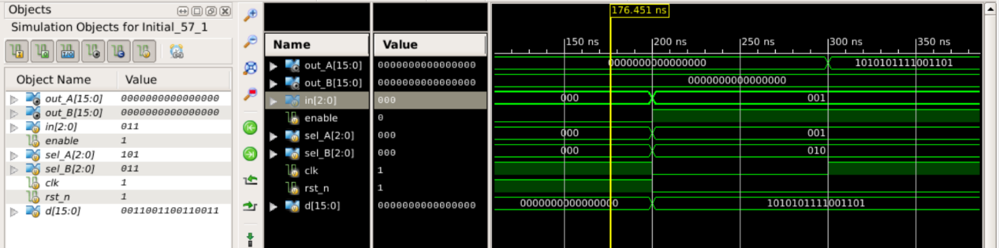 Objects
Simulation Objects for Initial_57_1
Object Name Value
out_A[15:0] 0000000000000000
out_B[15:0] 0000000000000000
in[2:0] 011
enable 1
sel_A[2:0] 101
sel_B[2:0] 011
clk 1
rst_n 1
d[15:0] 0011001100110011
Name Value
out_A[15:0] 0000000000000000
out_B[15:0] 0000000000000000
in[2:0] 000
enable 0
sel_A[2:0] 000
sel_B[2:0] 000
clk 1
rst_n 1
d[15:0] 0000000000000000
176.451 ns
150 ns 200 ns 250 ns 300 ns 350 ns
0000000000000000 1010101111001101
0000000000000000
000 001
000 001
000 010
0000000000000000 1010101111001101